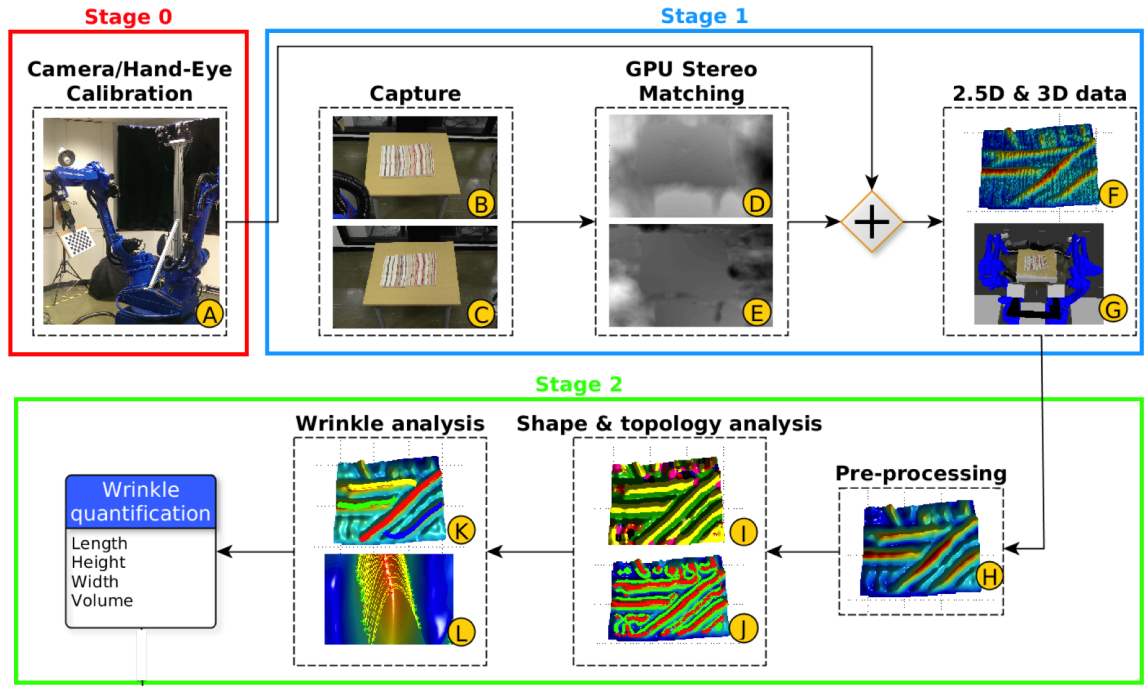 Stage 0
Stage 1
Camera/Hand-Eye
Calibration
Capture
GPU Stereo
Matching
2.5D & 3D data
A
B
C
D
E
+
F
G
Stage 2
Wrinkle analysis
Shape & topology analysis
Pre-processing
Wrinkle
quantification
Length
Height
Width
Volume
K
L
I
J
H